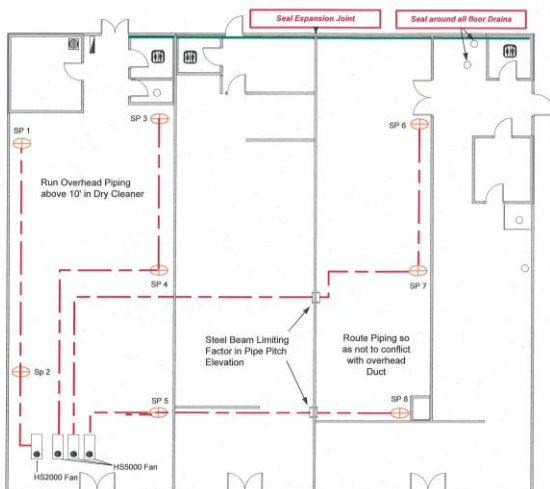 Seal Expansion Joint
Seal around all floor Drains
SP 1
SP 3
SP 6
Run Overhead Piping
above 10' in Dry Cleaner
SP 4
SP 7
Steel Beam Limiting
Factor in Pipe Pitch
Elevation
Route Piping so
as not to conflict
with overhead
Duct
Sp 2
SP 5
SP 8
HS2000 Fan
HS5000 Fan